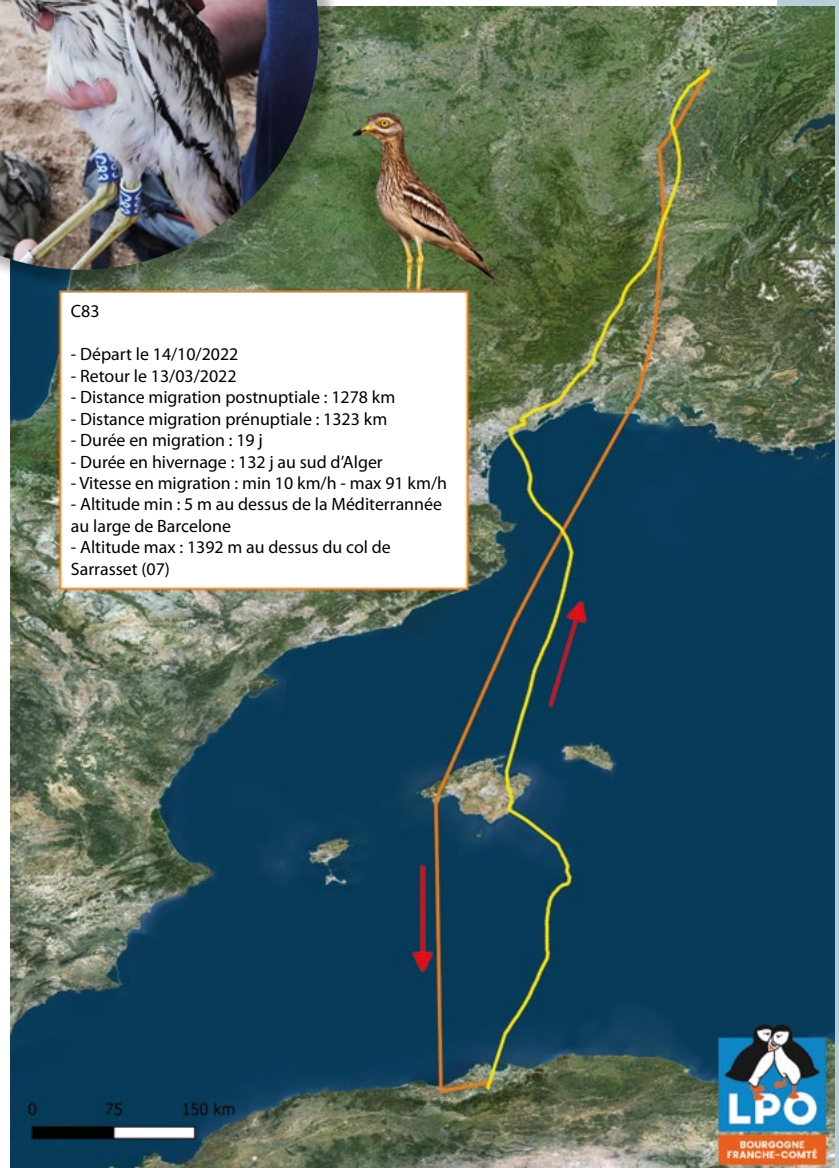 C83
- Départ le 14/10/2022
- Retour le 13/03/2022
- Distance migration postnuptiale : 1278 km
- Distance migration prénuptiale : 1323 km
- Durée en migration : 19 j
- Durée en hivernage : 132 j au sud d’Alger
- Vitesse en migration : min 10 km/h - max 91 km/h
- Altitude min : 5 m au dessus de la Méditerrannée
au large de Barcelone
- Altitude max : 1392 m au dessus du col de
Sarrasset (07)
0 75 150 km
LPO
BOURGOGNE
FRANCHE-COMTÉ